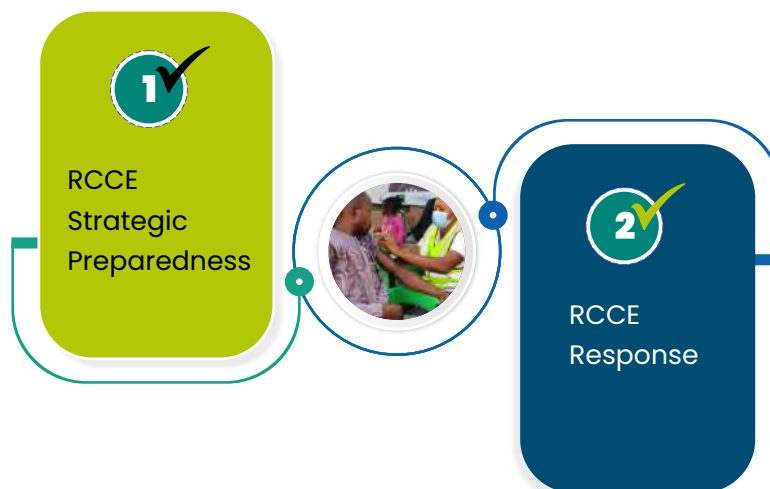 1
RCCE
Strategic
Preparedness
2
RCCE
Response